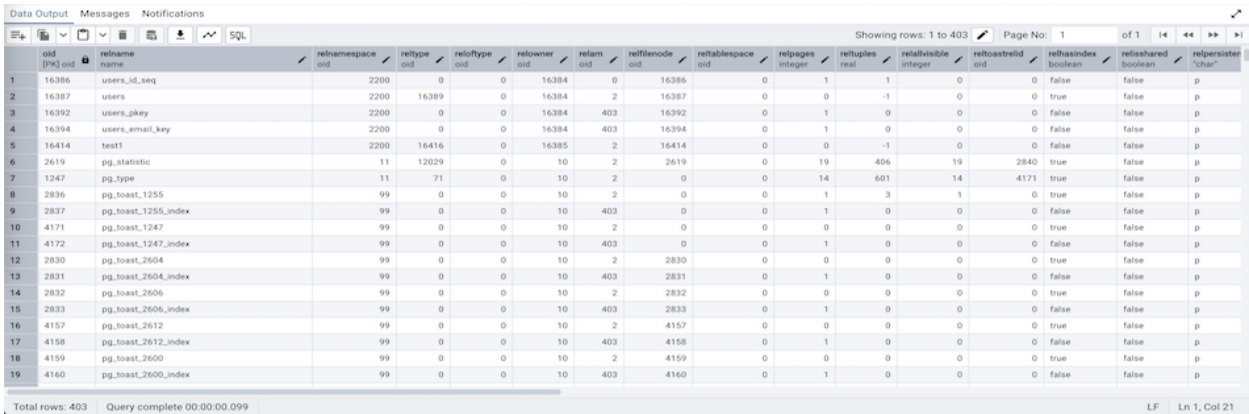 Data Output Messages Notifications
SQL Showing rows: 1 to 403 Page No: 1 of 1
oid relname relnamespace reltype reloftype relowner relam relfilenode reltablespace relpages reltuples relallvisible reltoastrelid relhasindex relisshared relpersisten
[PK] oid name oid oid oid oid oid oid oid integer real integer oid boolean boolean "char"
1 16386 users_id_seq 2200 0 0 16384 0 16386 0 1 1 0 0 false false p
2 16387 users 2200 16389 0 16384 2 16387 0 0 -1 0 0 true false p
3 16392 users_pkey 2200 0 0 16384 403 16392 0 1 0 0 0 false false p
4 16394 users_email_key 2200 0 0 16384 403 16394 0 1 0 0 0 false false p
5 16414 test1 2200 16416 0 16385 2 16414 0 0 -1 0 0 false false p
6 2619 pg_statistic 11 12029 0 10 2 2619 0 19 406 19 2840 true false p
7 1247 pg_type 11 71 0 10 2 0 0 14 601 14 4171 true false p
8 2836 pg_toast_1255 99 0 0 10 2 0 0 1 3 1 0 true false p
9 2837 pg_toast_1255_index 99 0 0 10 403 0 0 1 0 0 0 false false p
10 4171 pg_toast_1247 99 0 0 10 2 0 0 0 0 0 0 true false p
11 4172 pg_toast_1247_index 99 0 0 10 403 0 0 1 0 0 0 false false p
12 2830 pg_toast_2604 99 0 0 10 2 2830 0 0 0 0 0 true false p
13 2831 pg_toast_2604_index 99 0 0 10 403 2831 0 1 0 0 0 false false p
14 2832 pg_toast_2606 99 0 0 10 2 2832 0 0 0 0 0 true false p
15 2833 pg_toast_2606_index 99 0 0 10 403 2833 0 1 0 0 0 false false p
16 4157 pg_toast_2612 99 0 0 10 2 4157 0 0 0 0 0 true false p
17 4158 pg_toast_2612_index 99 0 0 10 403 4158 0 1 0 0 0 false false p
18 4159 pg_toast_2600 99 0 0 10 2 4159 0 0 0 0 0 true false p
19 4160 pg_toast_2600_index 99 0 0 10 403 4160 0 1 0 0 0 false false p
Total rows: 403 Query complete 00:00:00.099 LF Ln 1, Col 21